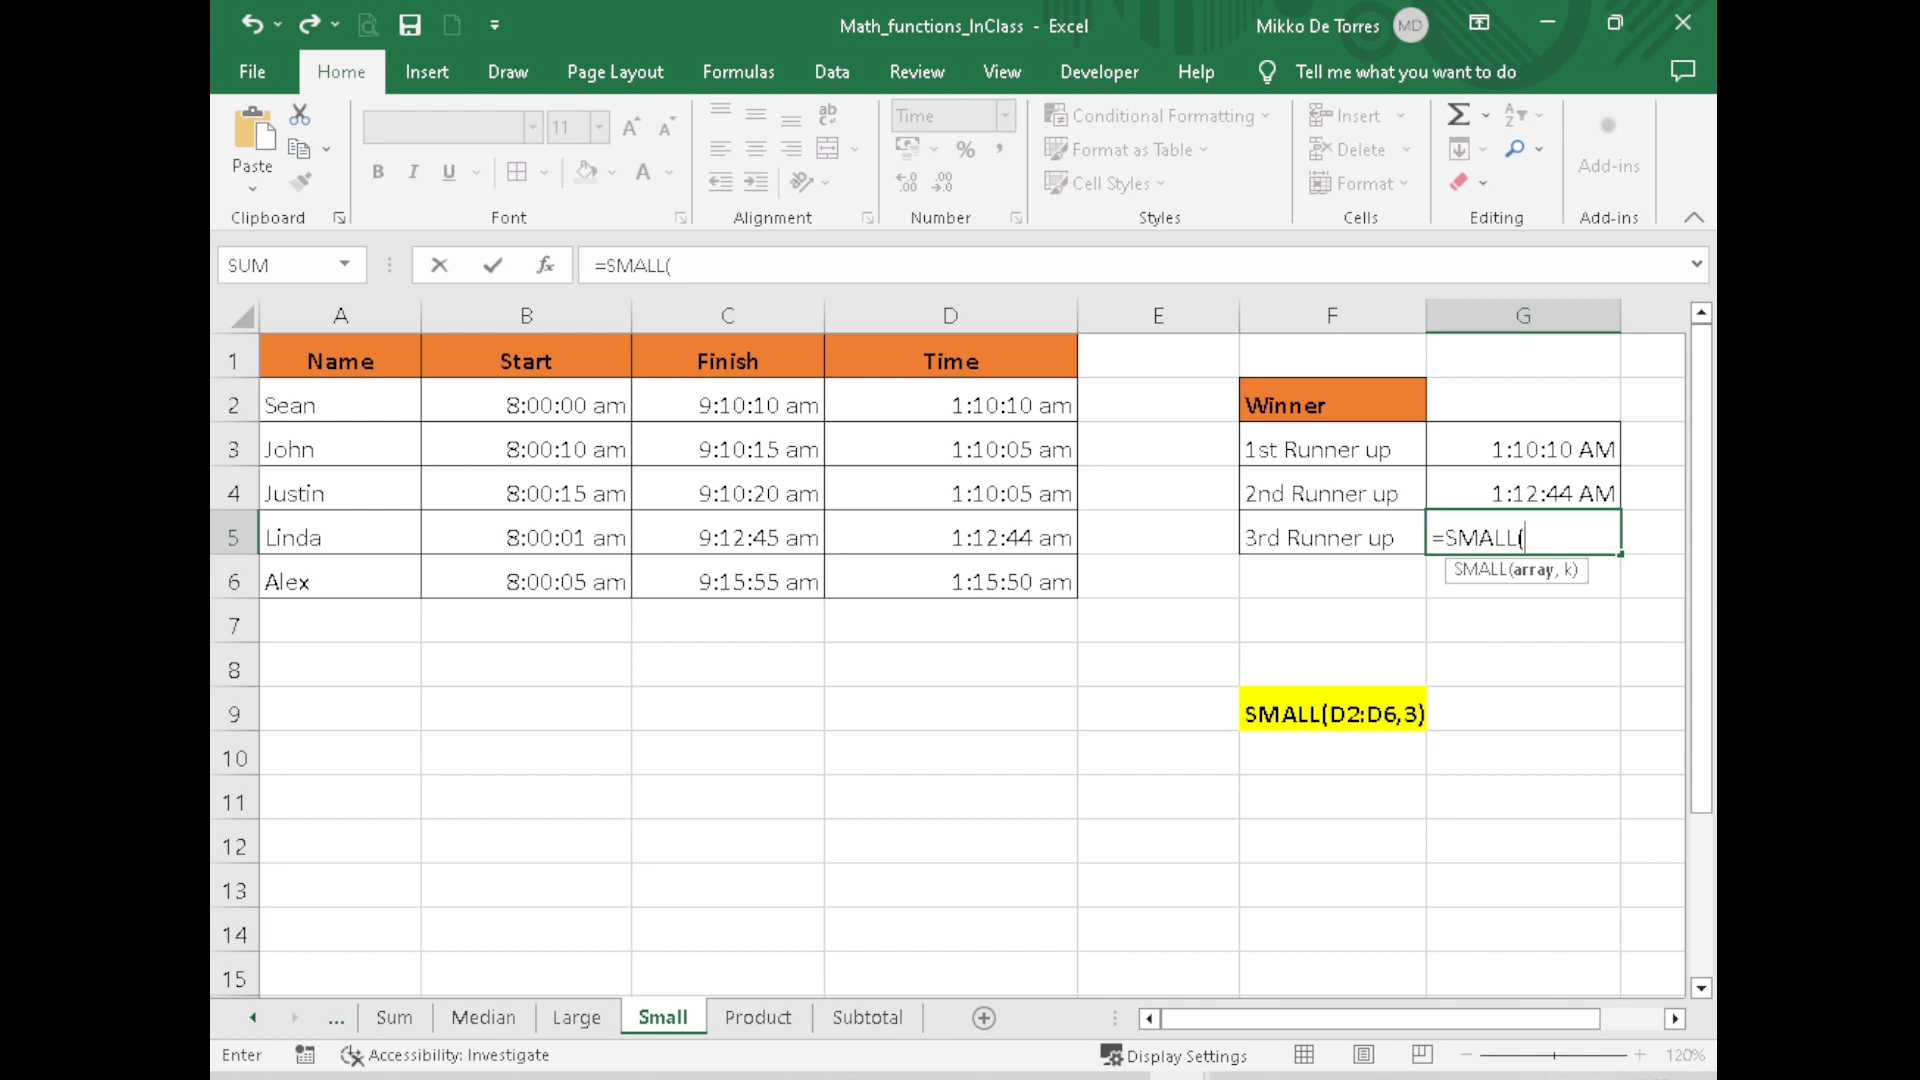 Math_functions_InClass - Excel
Mikko De Torres MD
File Home Insert Draw Page Layout Formulas Data Review View Developer Help Tell me what you want to do
Paste
Clipboard
11
B I U A
Font
ab
Alignment
Time
%
Number
Conditional Formatting
Format as Table
Cell Styles
Styles
Insert
Delete
Format
Cells
Editing
Add-ins
Add-ins
SUM fx =SMALL(
A B C D E F G
1 Name Start Finish Time
2 Sean 8:00:00 am 9:10:10 am 1:10:10 am Winner
3 John 8:00:10 am 9:10:15 am 1:10:05 am 1st Runner up 1:10:10 AM
4 Justin 8:00:15 am 9:10:20 am 1:10:05 am 2nd Runner up 1:12:44 AM
5 Linda 8:00:01 am 9:12:45 am 1:12:44 am 3rd Runner up =SMALL(
SMALL(array, k)
6 Alex 8:00:05 am 9:15:55 am 1:15:50 am
7
8
9 SMALL(D2:D6,3)
10
11
12
13
14
15
... Sum Median Large Small Product Subtotal
Enter Accessibility: Investigate Display Settings 120%